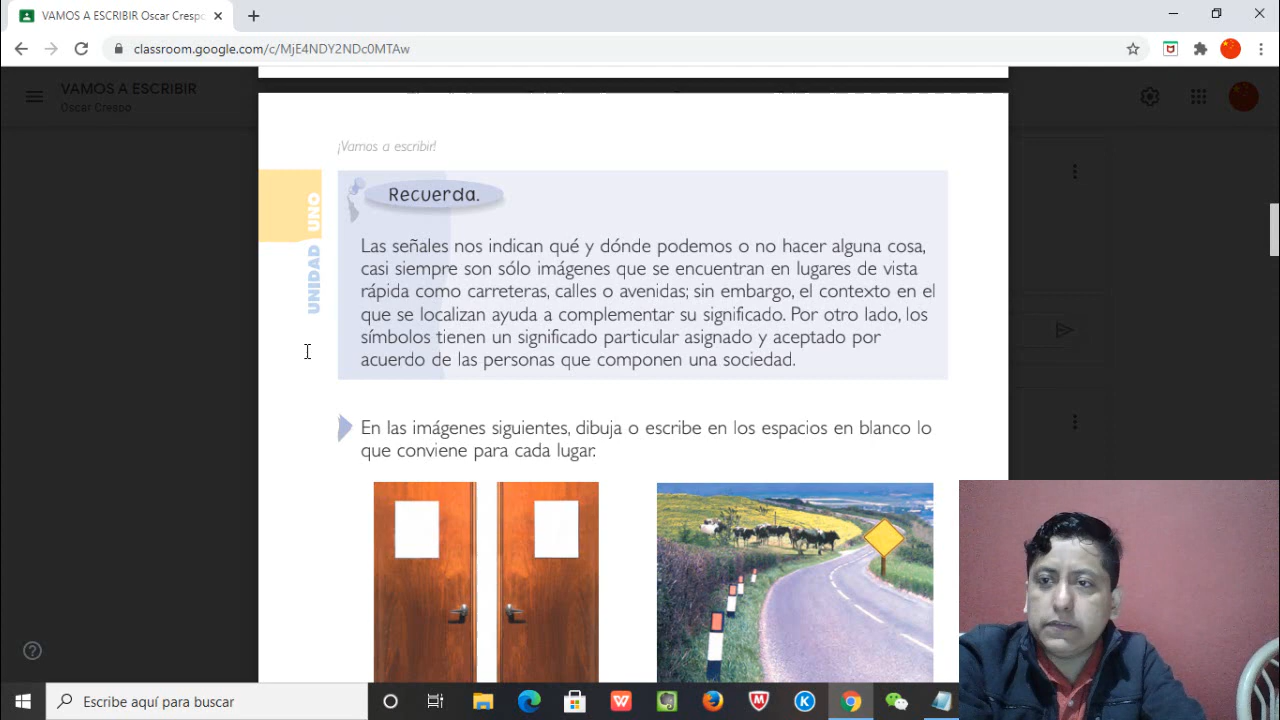 VAMOS A ESCRIBIR Oscar Crespo
classroom.google.com/c/MjE4NDY2NDc0MTAw
VAMOS A ESCRIBIR
Oscar Crespo
¡Vamos a escribir!
UNIDAD UNO
Recuerda.
Las señales nos indican qué y dónde podemos o no hacer alguna cosa,
casi siempre son sólo imágenes que se encuentran en lugares de vista
rápida como carreteras, calles o avenidas; sin embargo, el contexto en el
que se localizan ayuda a complementar su significado. Por otro lado, los
símbolos tienen un significado particular asignado y aceptado por
acuerdo de las personas que componen una sociedad.
En las imágenes siguientes, dibuja o escribe en los espacios en blanco lo
que conviene para cada lugar.
Escribe aquí para buscar